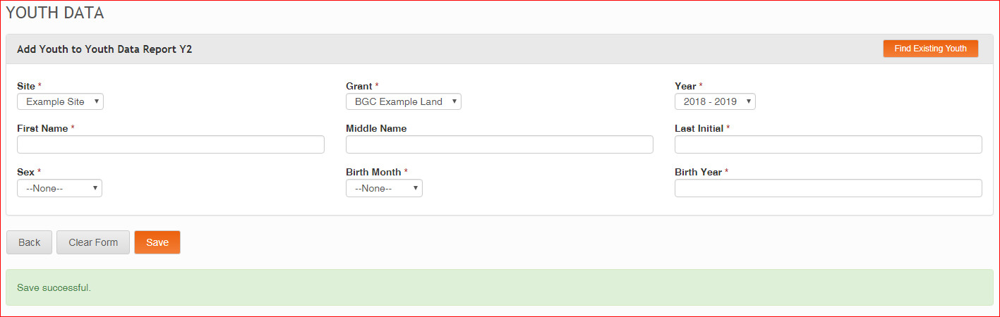 YOUTH DATA
Add Youth to Youth Data Report Y2
Find Existing Youth
Site * Grant * Year *
Example Site BGC Example Land 2018 - 2019
First Name * Middle Name Last Initial *
Sex * Birth Month * Birth Year *
--None-- --None--
Back Clear Form Save
Save successful.